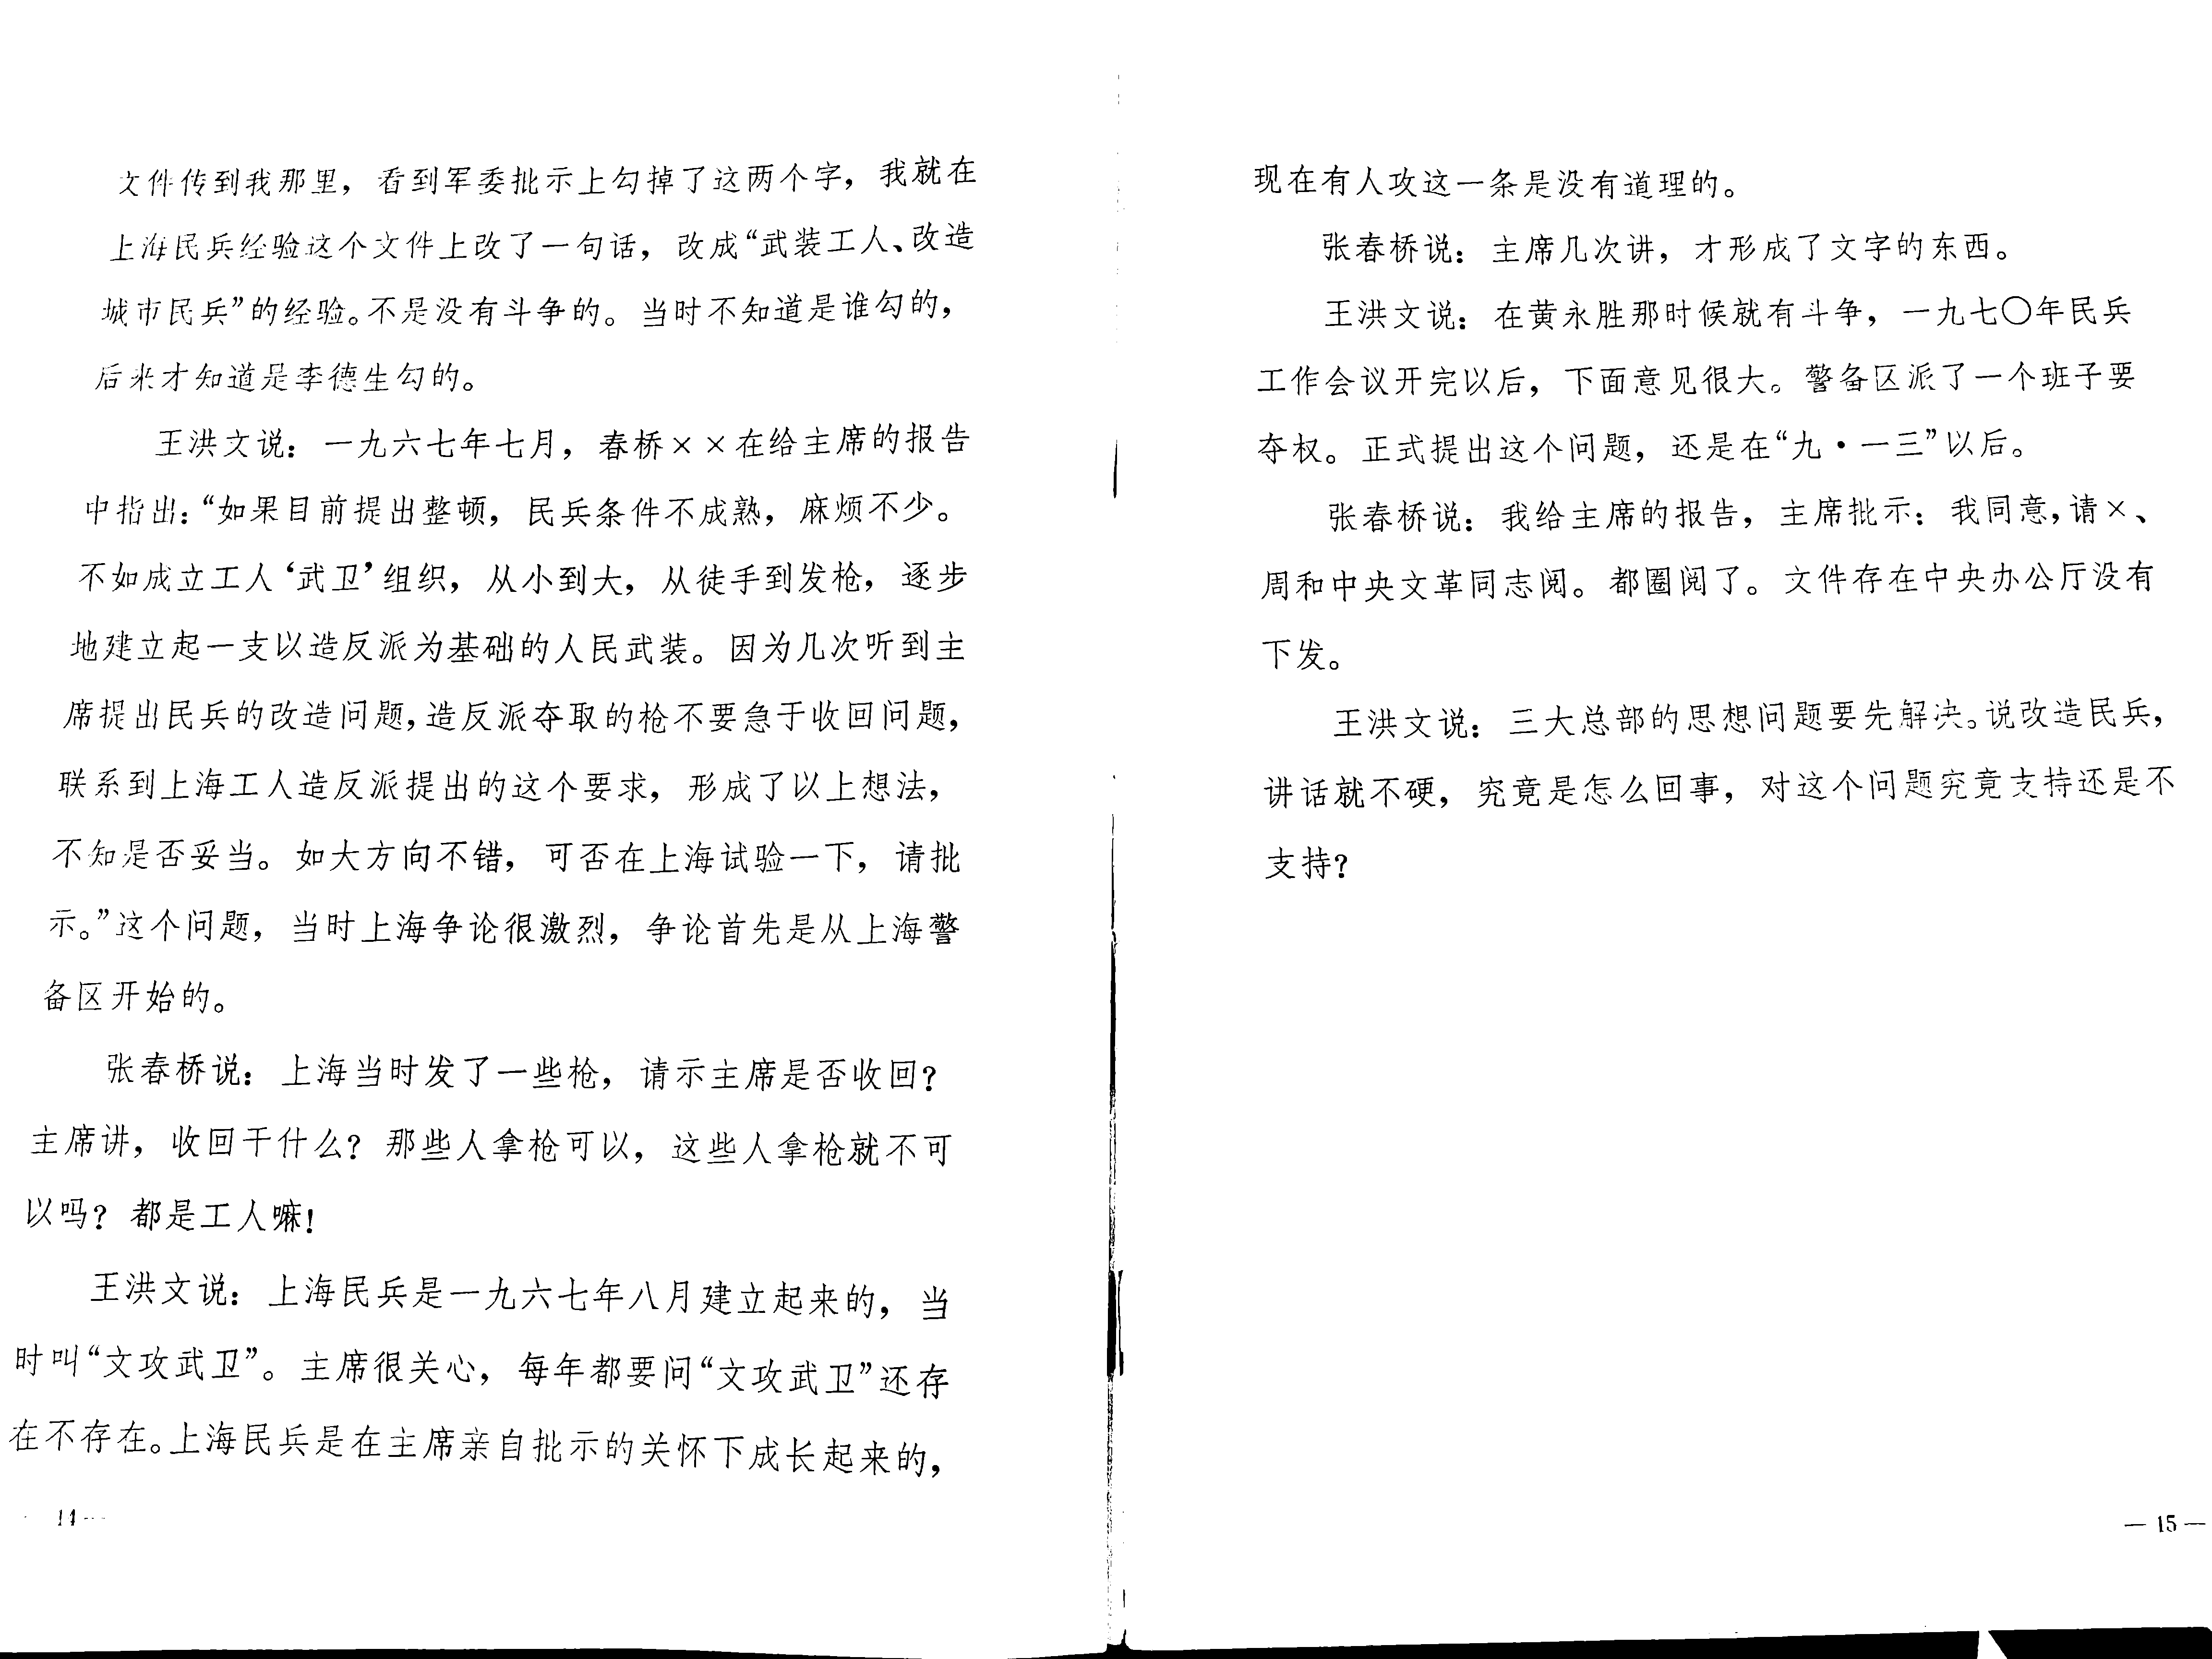 文件传到我那里，看到军委批示上勾掉了这两个字，我就在
上海民兵经验这个文件上改了一句话，改成“武装工人、改造
城市民兵”的经验。不是没有斗争的。当时不知道是谁勾的，
后来才知道是李德生勾的。
王洪文说：一九六七年七月，春桥××在给主席的报告
中指出：“如果目前提出整顿，民兵条件不成熟，麻烦不少。
不如成立工人‘武卫’组织，从小到大，从徒手到发枪，逐步
地建立起一支以造反派为基础的人民武装。因为几次听到主
席提出民兵的改造问题，造反派夺取的枪不要急于收回问题，
联系到上海工人造反派提出的这个要求，形成了以上想法，
不知是否妥当。如大方向不错，可否在上海试验一下，请批
示。”这个问题，当时上海争论很激烈，争论首先是从上海警
备区开始的。
张春桥说：上海当时发了一些枪，请示主席是否收回？
主席讲，收回干什么？那些人拿枪可以，这些人拿枪就不可
以吗？都是工人嘛！
王洪文说：上海民兵是一九六七年八月建立起来的，当
时叫“文攻武卫”。主席很关心，每年都要问“文攻武卫”还存
在不存在。上海民兵是在主席亲自批示的关怀下成长起来的，
14—
现在有人攻这一条是没有道理的。
张春桥说：主席几次讲，才形成了文字的东西。
王洪文说：在黄永胜那时候就有斗争，一九七〇年民兵
工作会议开完以后，下面意见很大。警备区派了一个班子要
夺权。正式提出这个问题，还是在“九·一三”以后。
张春桥说：我给主席的报告，主席批示：我同意，请×、
周和中央文革同志阅。都圈阅了。文件存在中央办公厅没有
下发。
王洪文说：三大总部的思想问题要先解决。说改造民兵，
讲话就不硬，究竟是怎么回事，对这个问题究竟支持还是不
支持？
— 15 —